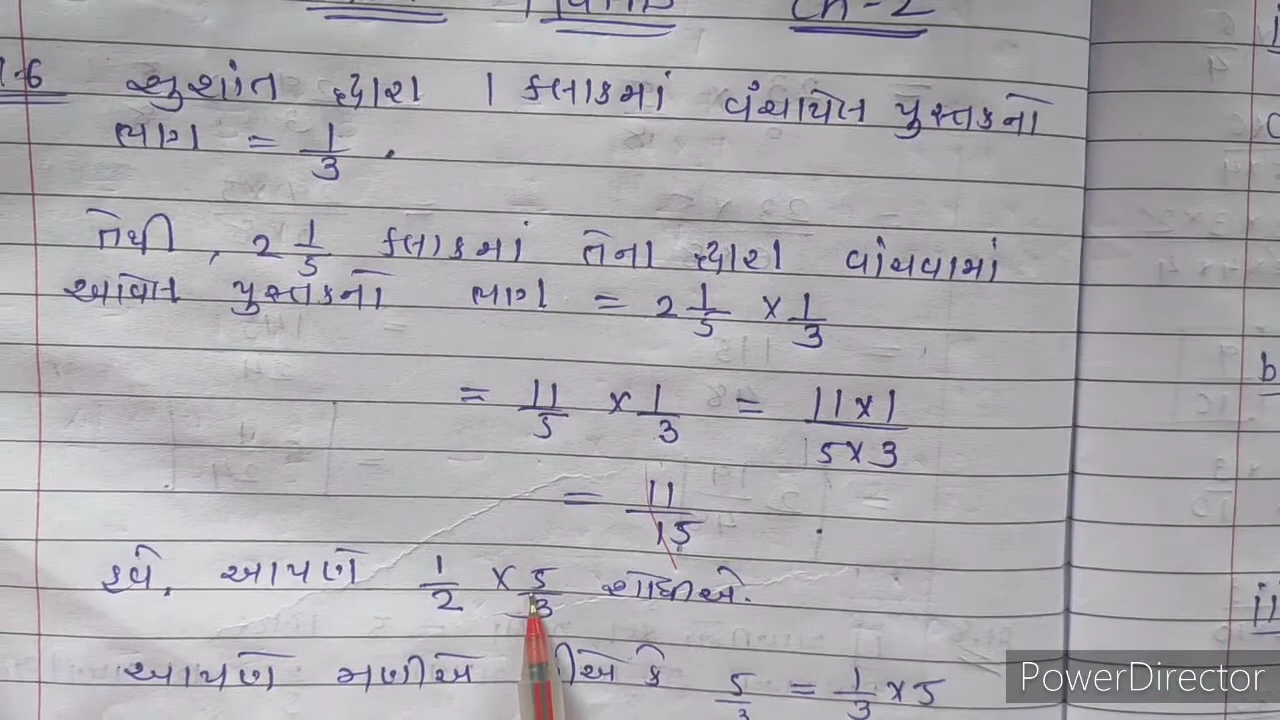 Ch-2
સુશાંત દ્વારા 1 કલાકમાં વંચાયેલ પુસ્તકનો
ભાગ = 1/3 .
તેથી, 2 1/5 કલાકમાં તેના દ્વારા વાંચવામાં
આવેલ પુસ્તકનો ભાગ = 2 1/5 × 1/3
= 11/5 × 1/3 = 11×1/5×3
= 11/15 .
હવે, આપણે 1/2 × 5/3 શોધીએ.
આપણે જાણીએ કે 5/3 = 1/3 × 5
PowerDirector